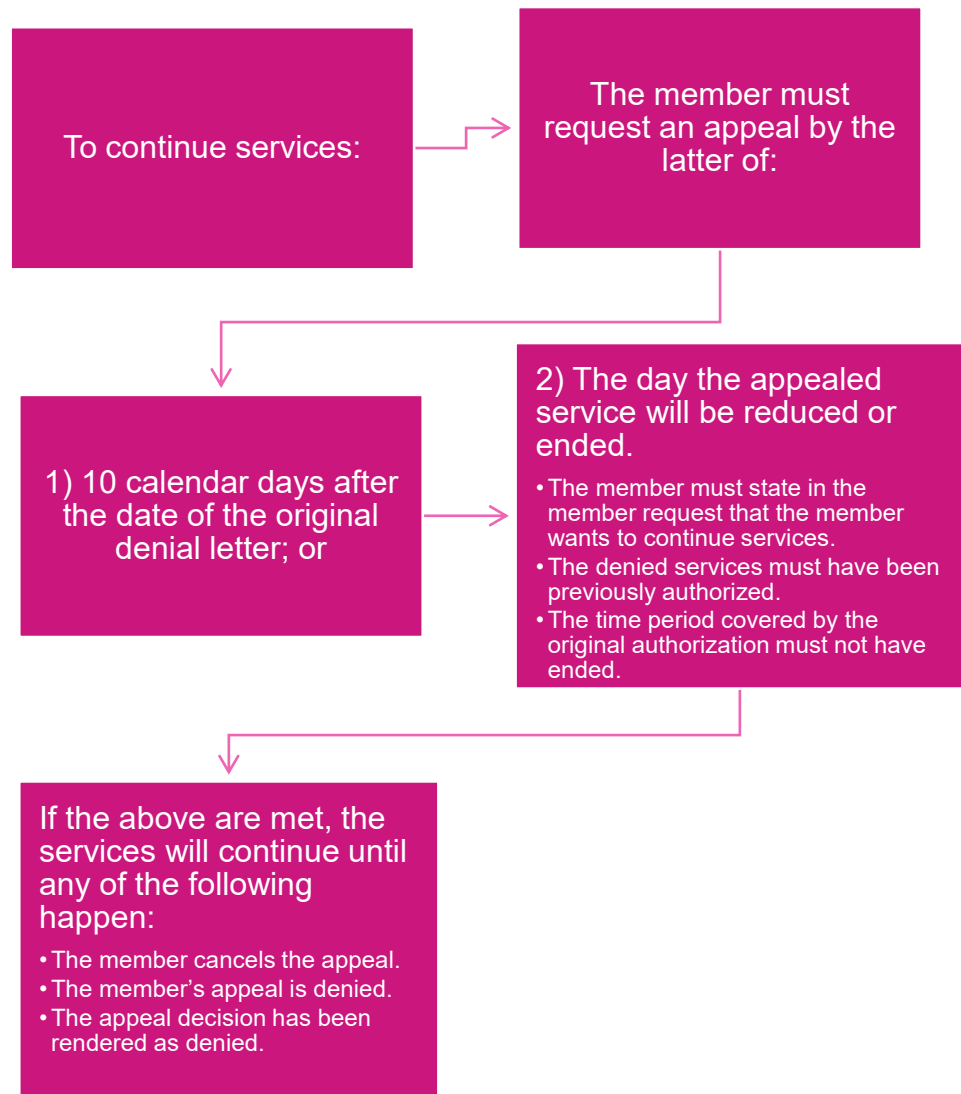 To continue services:
The member must
request an appeal by the
latter of:
1) 10 calendar days after
the date of the original
denial letter; or
2) The day the appealed
service will be reduced or
ended.
• The member must state in the
member request that the member
wants to continue services.
• The denied services must have been
previously authorized.
• The time period covered by the
original authorization must not have
ended.
If the above are met, the
services will continue until
any of the following
happen:
• The member cancels the appeal.
• The member’s appeal is denied.
• The appeal decision has been
rendered as denied.